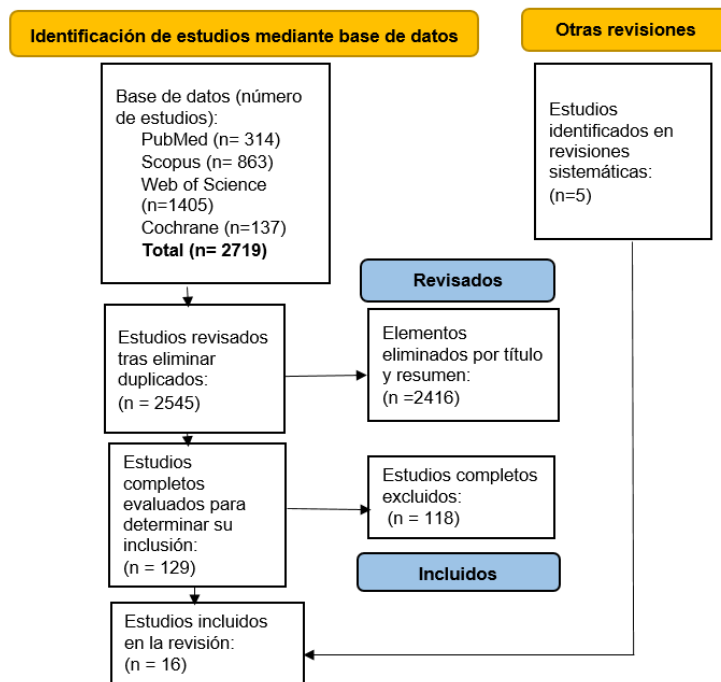 Identificación de estudios mediante base de datos
Otras revisiones
Base de datos (número
de estudios):
PubMed (n= 314)
Scopus (n= 863)
Web of Science
(n=1405)
Cochrane (n=137)
Total (n= 2719)
Estudios
identificados en
revisiones
sistemáticas:
(n=5)
Revisados
Estudios revisados
tras eliminar
duplicados:
(n = 2545)
Elementos
eliminados por título
y resumen:
(n =2416)
Estudios
completos
evaluados para
determinar su
inclusión:
(n = 129)
Estudios completos
excluidos:
(n = 118)
Incluidos
Estudios incluidos
en la revisión:
(n = 16)